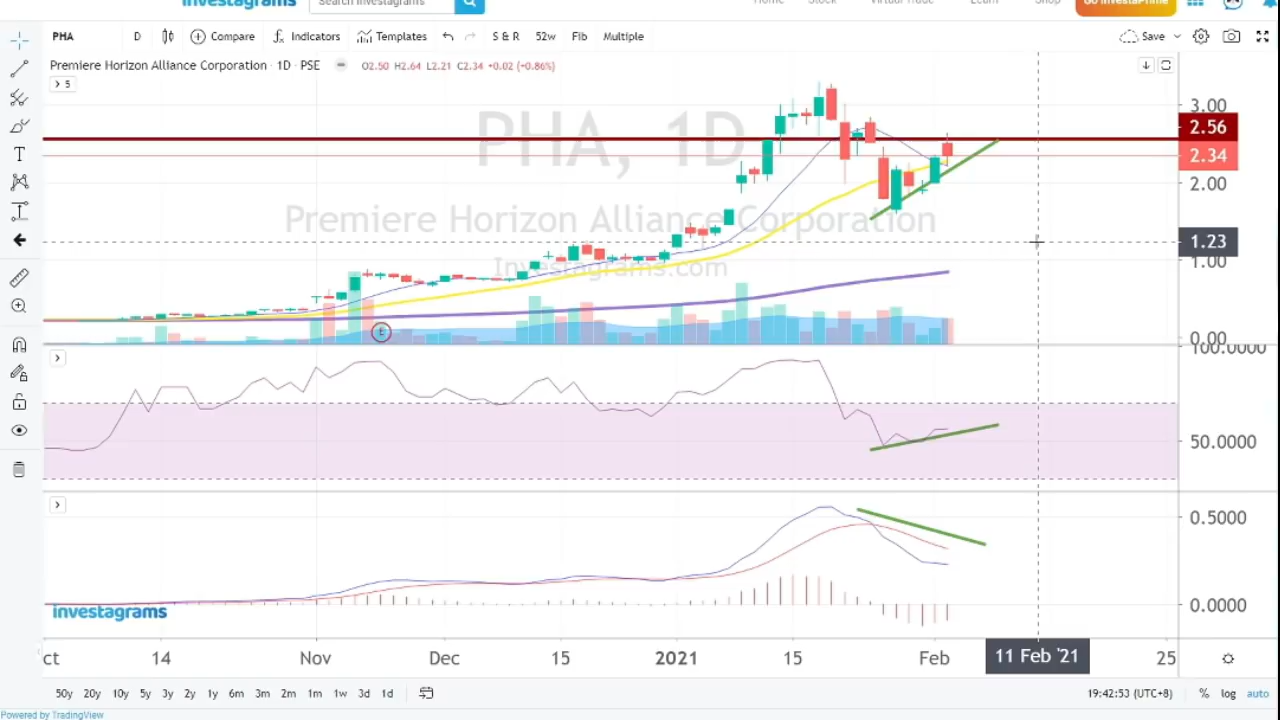 Investagrams
Search Investagrams
Home
Stock
Virtual Trade
Learn
Shop
Go InvestaPrime
PHA
D
Compare
Indicators
Templates
S & R
52w
Fib
Multiple
Save
Premiere Horizon Alliance Corporation · 1D · PSE
O2.50 H2.64 L2.21 C2.34 +0.02 (+0.86%)
5
PHA, 1D
Premiere Horizon Alliance Corporation
Investagrams.com
3.00
2.56
2.34
2.00
1.23
1.00
0.00
E
100.0000
50.0000
0.5000
0.0000
investagrams
ct
14
Nov
Dec
15
2021
15
Feb
11 Feb '21
25
50y
20y
10y
5y
3y
2y
1y
6m
3m
2m
1m
1w
3d
1d
19:42:53 (UTC+8)
%
log
auto
Powered by TradingView